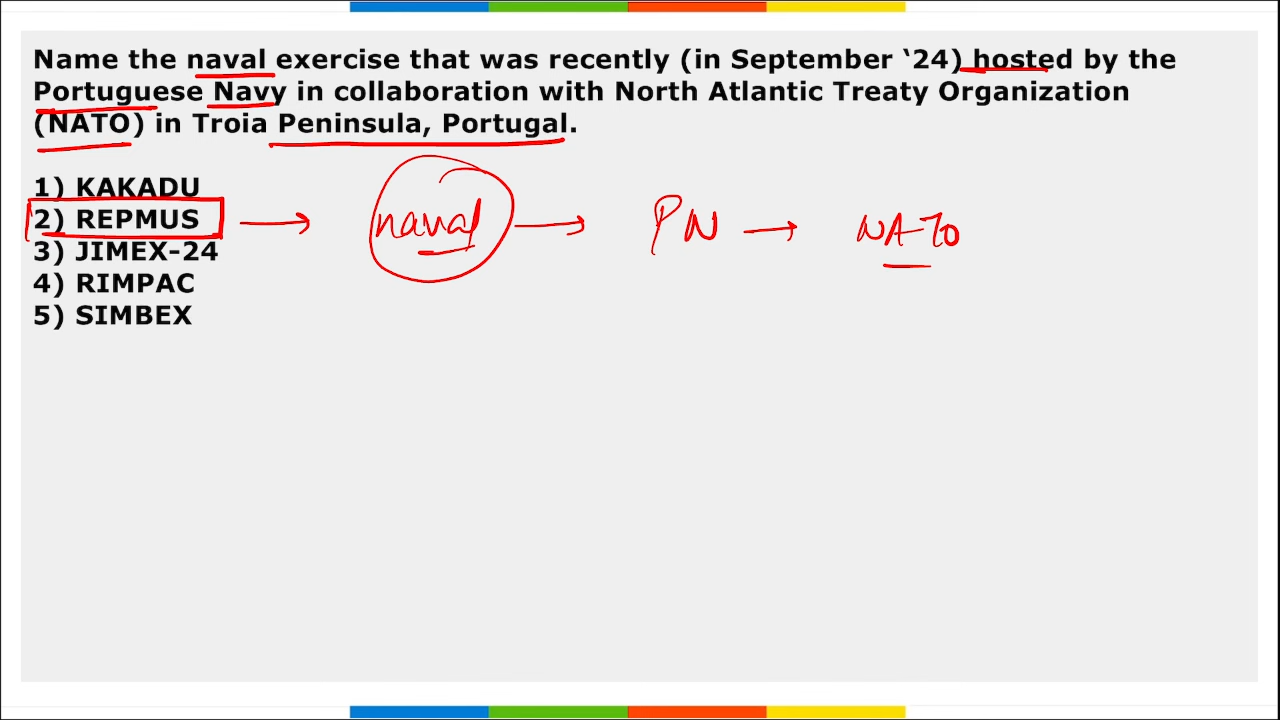 Name the naval exercise that was recently (in September ‘24) hosted by the
Portuguese Navy in collaboration with North Atlantic Treaty Organization
(NATO) in Troia Peninsula, Portugal.
1) KAKADU
2) REPMUS → naval → PN → NATO
3) JIMEX-24
4) RIMPAC
5) SIMBEX